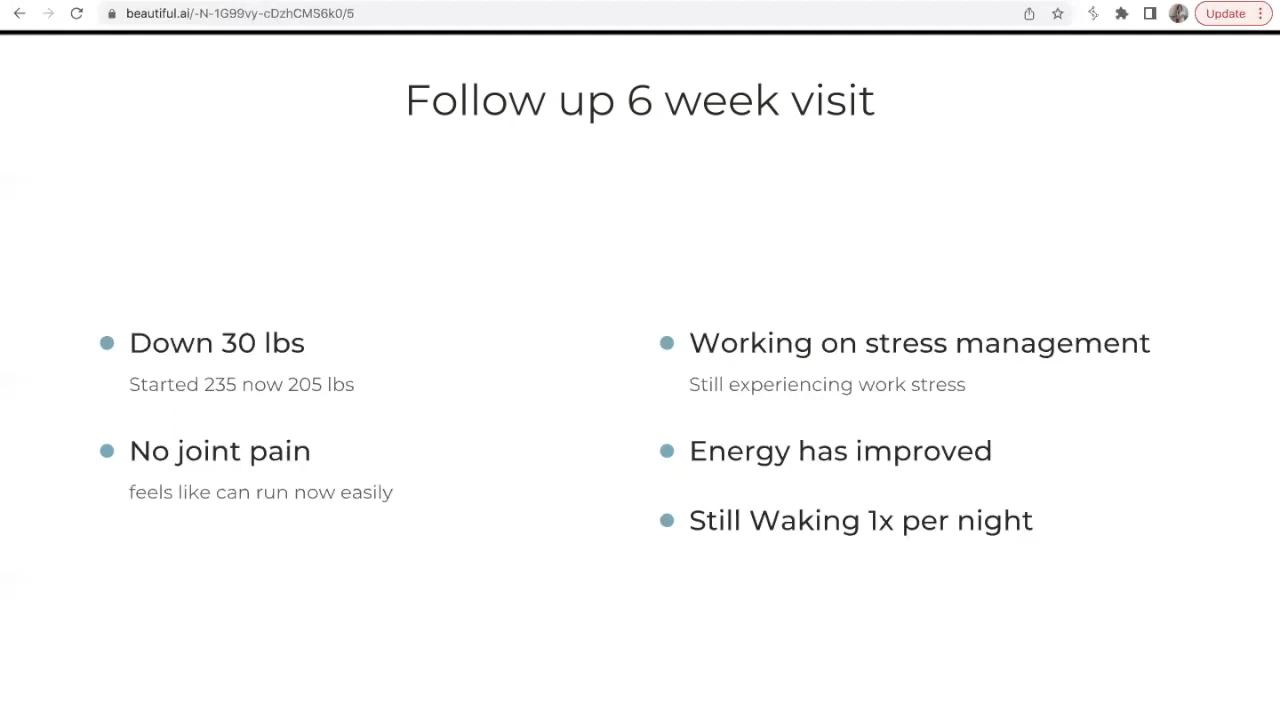 beautiful.ai/-N-1G99vy-cDzhCMS6k0/5
Update
Follow up 6 week visit
Down 30 lbs
Started 235 now 205 lbs
No joint pain
feels like can run now easily
Working on stress management
Still experiencing work stress
Energy has improved
Still Waking 1x per night